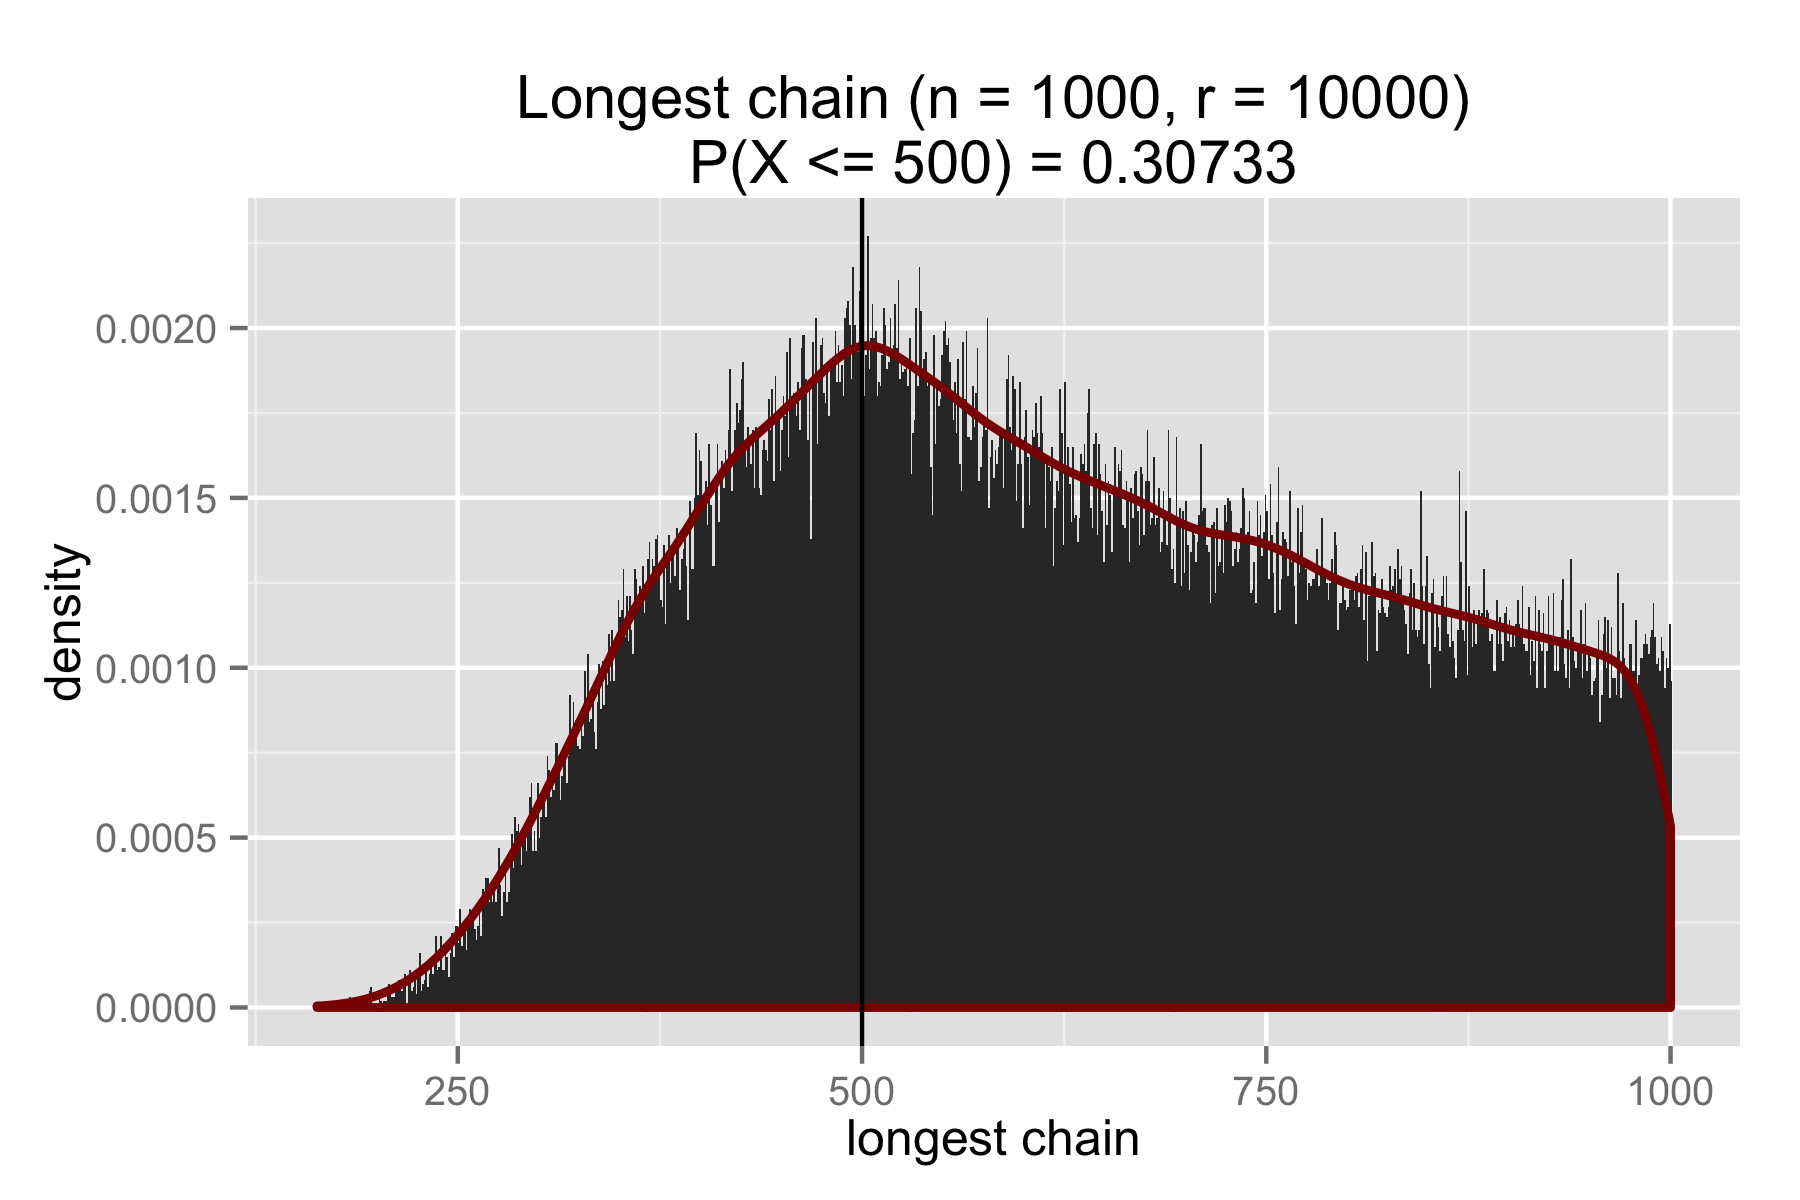 Longest chain (n = 1000, r = 10000)
P(X <= 500) = 0.30733
density
0.0020
0.0015
0.0010
0.0005
0.0000
250 500 750 1000
longest chain